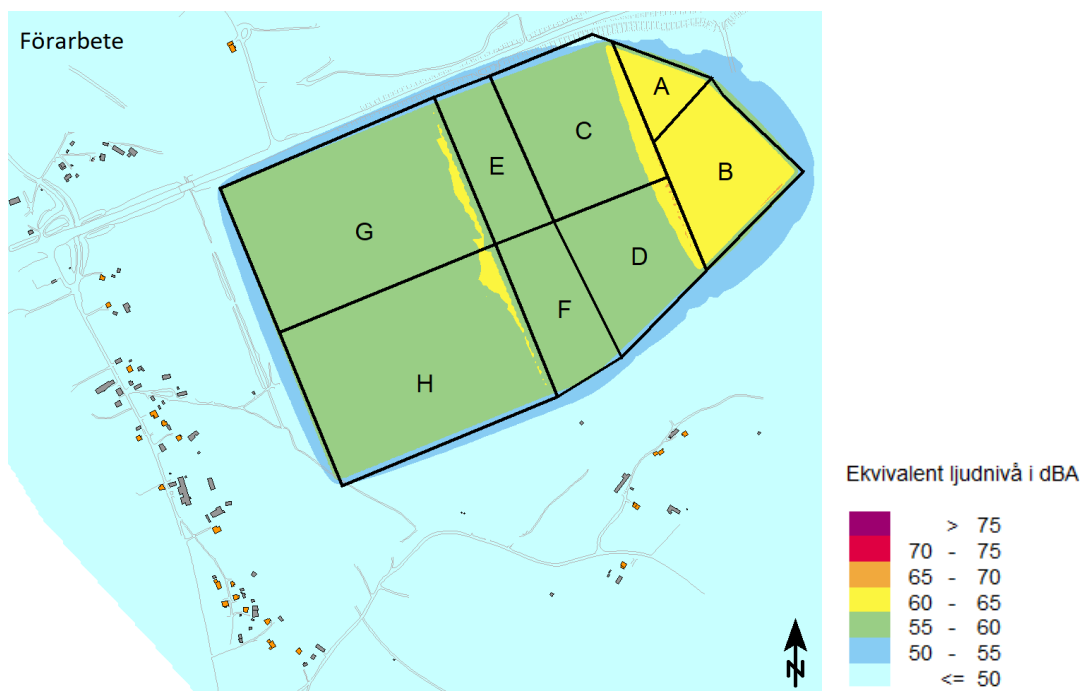 Förarbete
A
C
B
E
G
D
F
H
N
Ekvivalent ljudnivå i dBA
> 75
70 - 75
65 - 70
60 - 65
55 - 60
50 - 55
<= 50